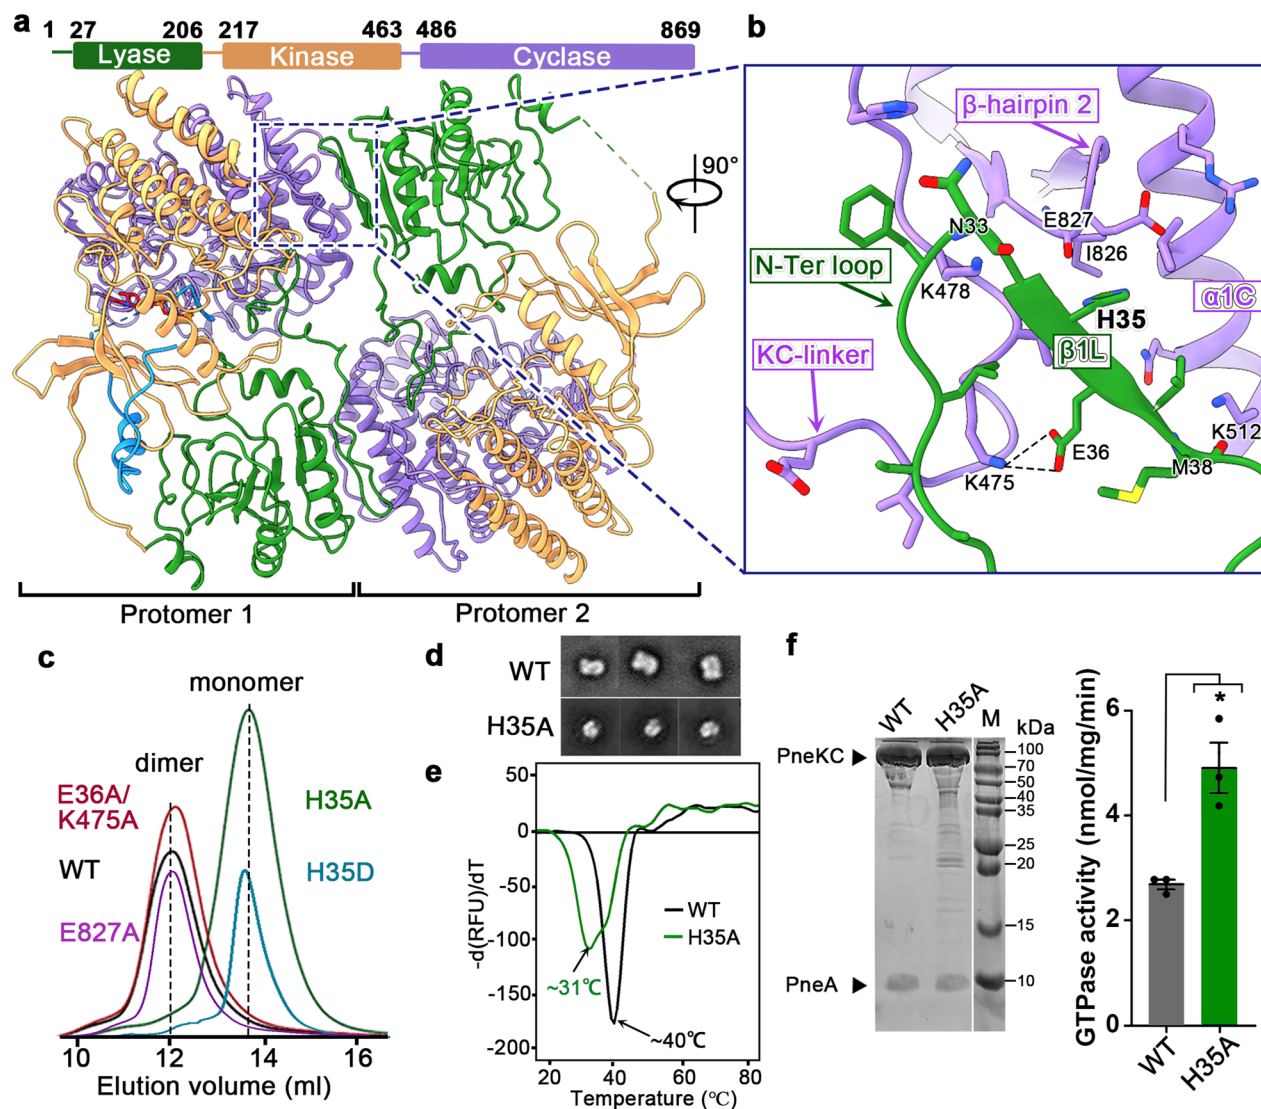 a
1 27 206 217 463 486 869
Lyase Kinase Cyclase
90°
Protomer 1 Protomer 2
b
β-hairpin 2
N33
E827
I826
N-Ter loop
K478
α1C
H35
β1L
KC-linker
K512
E36
M38
K475
c
monomer
dimer
E36A/
K475A
H35A
WT
H35D
E827A
10 12 14 16
Elution volume (ml)
d
WT
H35A
e
50
0
-50
-100
-150
-200
-d(RFU)/dT
WT
H35A
~31℃
~40℃
20 40 60 80
Temperature (℃)
f
WT H35A M kDa
PneKC
100
70
50
40
35
25
20
15
PneA
10
GTPase activity (nmol/mg/min)
6
4
2
0
*
WT H35A